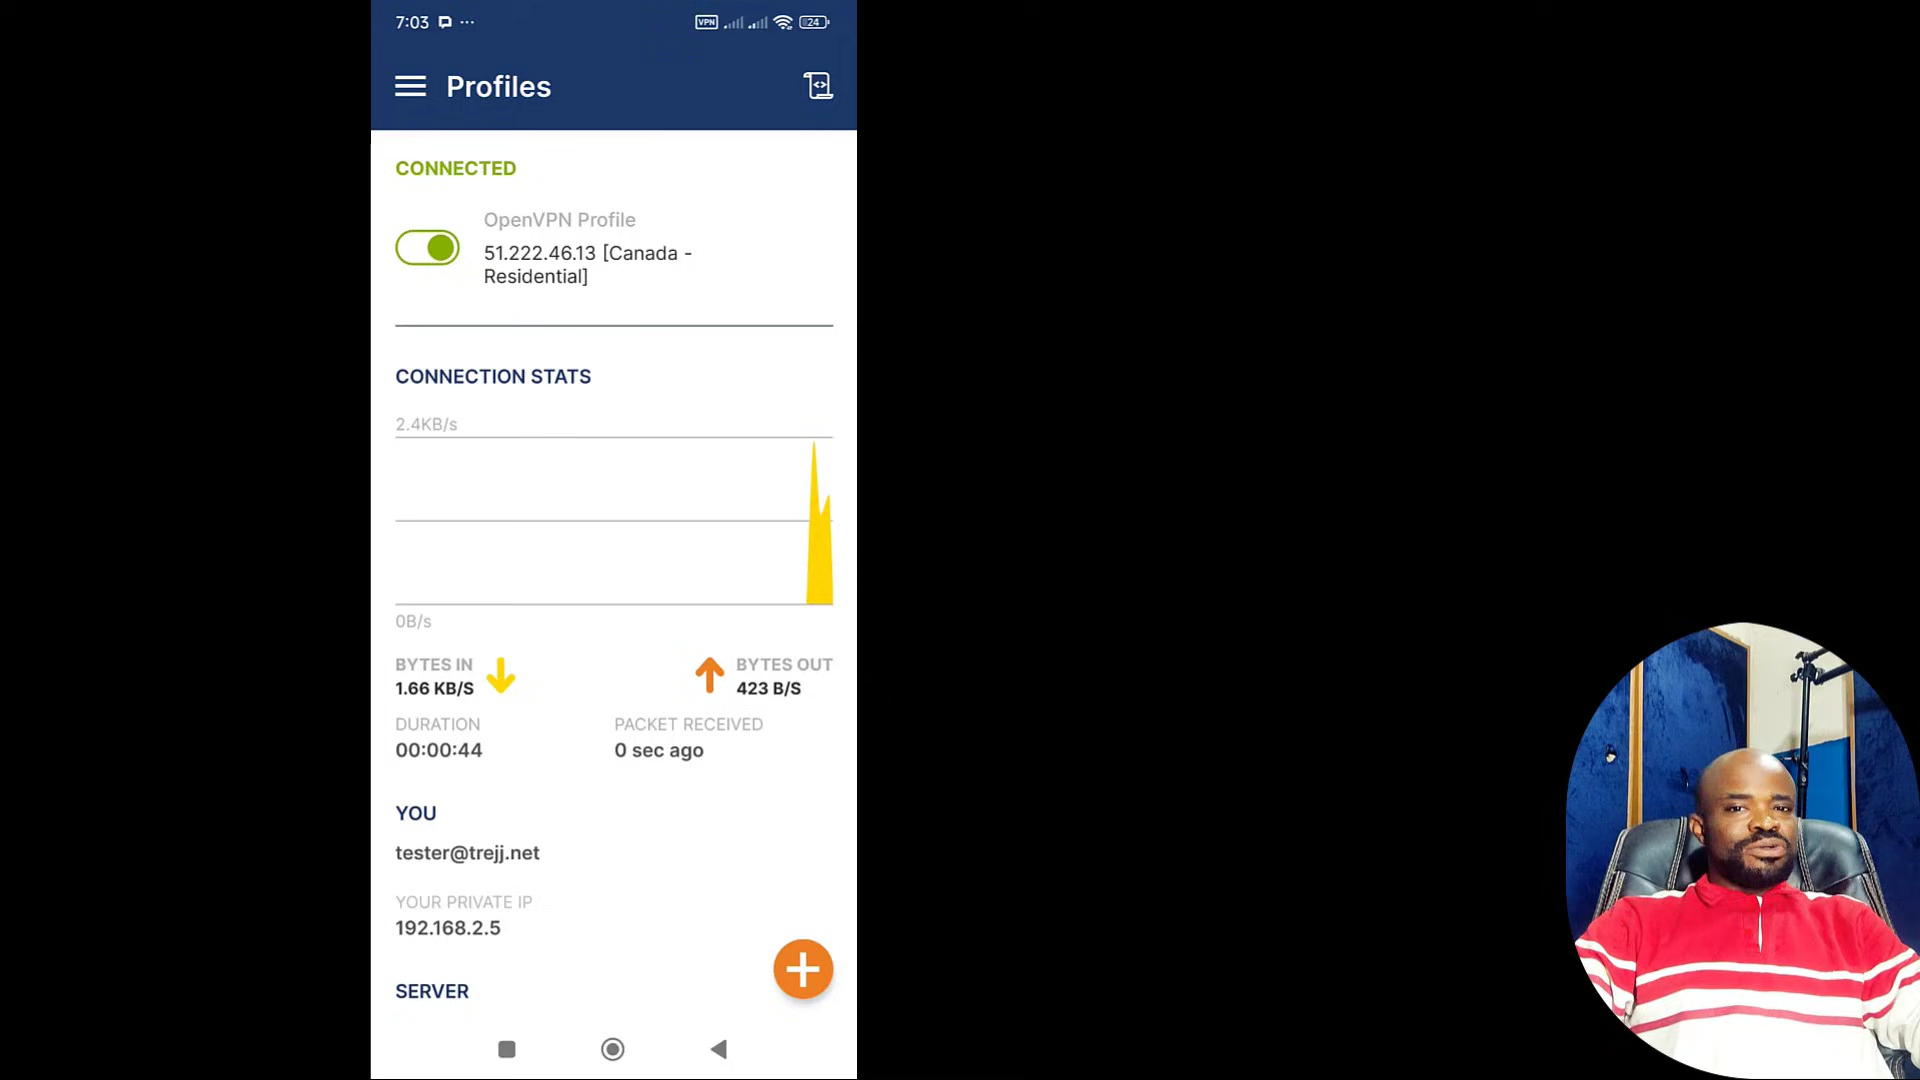 7:03
VPN
24
Profiles
CONNECTED
OpenVPN Profile
51.222.46.13 [Canada -
Residential]
CONNECTION STATS
2.4KB/s
0B/s
BYTES IN
1.66 KB/S
BYTES OUT
423 B/S
DURATION
00:00:44
PACKET RECEIVED
0 sec ago
YOU
tester@trejj.net
YOUR PRIVATE IP
192.168.2.5
SERVER